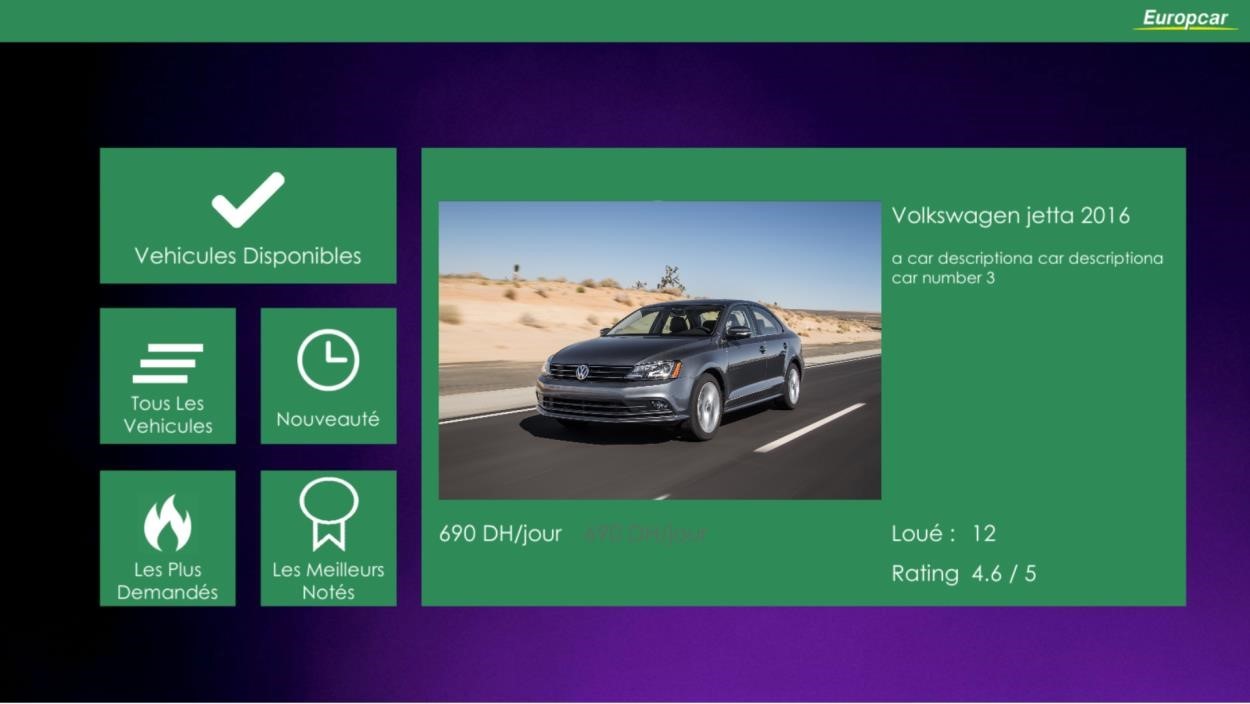 Europcar
Vehicules Disponibles
Tous Les
Vehicules
Nouveauté
Les Plus
Demandés
Les Meilleurs
Notés
Volkswagen jetta 2016
a car descriptiona car descriptiona
car number 3
690 DH/jour 690 DH/jour
Loué : 12
Rating 4.6 / 5